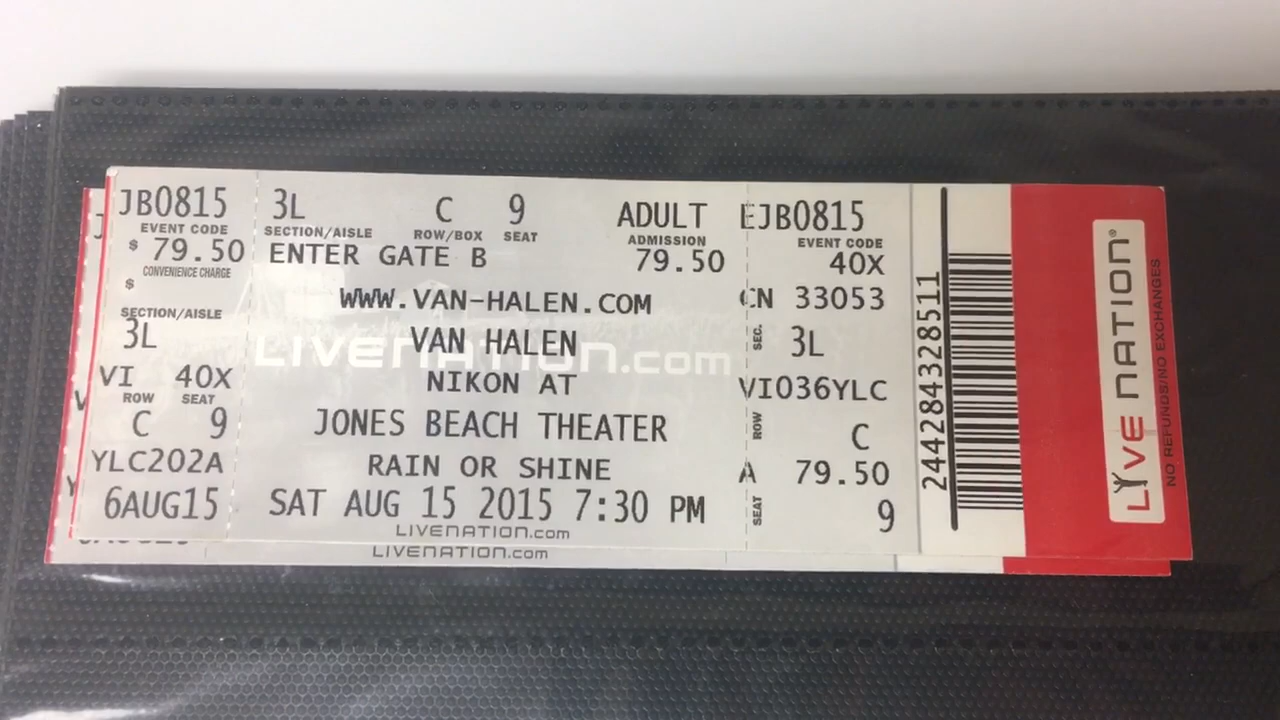 JB0815
EVENT CODE
$ 79.50
CONVENIENCE CHARGE
$
SECTION/AISLE
3L
VI 40X
ROW SEAT
C 9
YLC202A
6AUG15
3L C 9 ADULT
SECTION/AISLE ROW/BOX SEAT ADMISSION
ENTER GATE B 79.50
WWW.VAN-HALEN.COM
VAN HALEN
LIVENATION.com
NIKON AT
JONES BEACH THEATER
RAIN OR SHINE
SAT AUG 15 2015 7:30 PM
LIVENATION.com
LIVENATION.com
EJB0815
EVENT CODE
40X
CN 33053
SEC. 3L
VI036YLC
ROW C
A 79.50
SEAT 9
244284328511
LIVE NATION®
NO REFUNDS/NO EXCHANGES